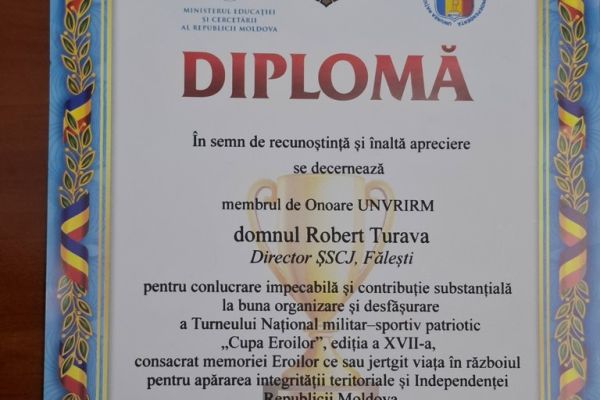 MINISTERUL EDUCAȚIEI
ȘI CERCETĂRII
AL REPUBLICII MOLDOVA
DIPLOMĂ
În semn de recunoștință și înaltă apreciere
se decernează
membrul de Onoare UNVRIRM
domnul Robert Turava
Director ȘSCJ, Fălești
pentru conlucrare impecabilă și contribuție substanțială
la buna organizare și desfășurare
a Turneului Național militar–sportiv patriotic
„Cupa Eroilor”, ediția a XVII-a,
consacrat memoriei Eroilor ce sau jertgit viața în războiul
pentru apărarea integrității teritoriale și Independenței
Republicii Moldova